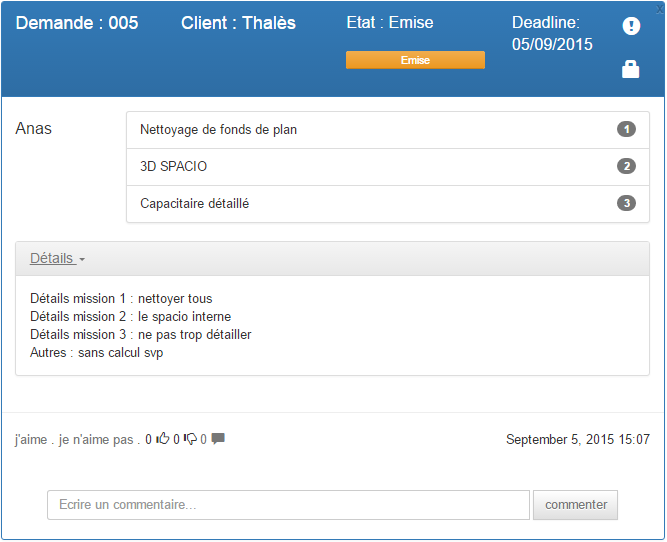 Demande : 005 Client : Thalès Etat : Emise Deadline:
05/09/2015
Emise
x
Anas
Nettoyage de fonds de plan 1
3D SPACIO 2
Capacitaire détaillé 3
Détails
Détails mission 1 : nettoyer tous
Détails mission 2 : le spacio interne
Détails mission 3 : ne pas trop détailler
Autres : sans calcul svp
j'aime . je n'aime pas . 0 0 0 September 5, 2015 15:07
Ecrire un commentaire... commenter